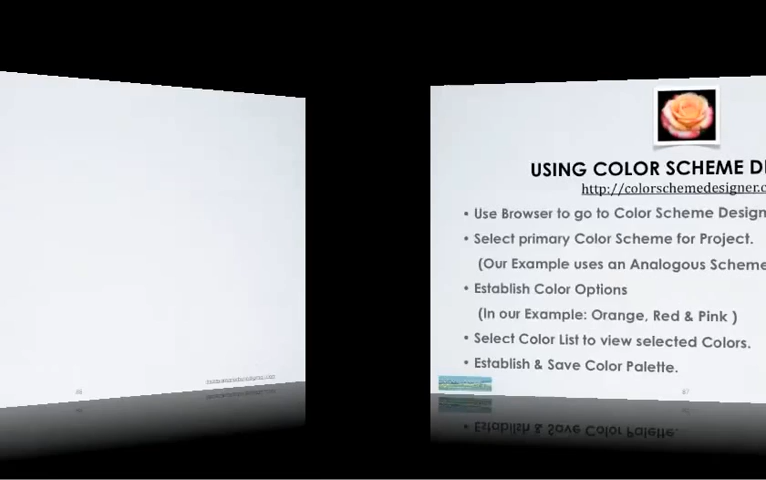 USING COLOR SCHEME D
http://colorschemedesigner.c
• Use Browser to go to Color Scheme Design
• Select primary Color Scheme for Project.
(Our Example uses an Analogous Scheme
• Establish Color Options
(In our Example: Orange, Red & Pink )
• Select Color List to view selected Colors.
• Establish & Save Color Palette.
66
67